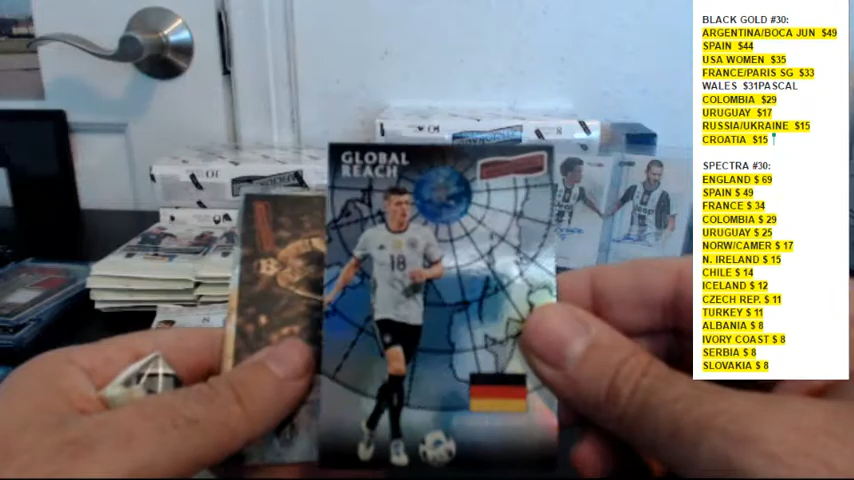 GLOBAL
REACH
18
Jeep
BLACK GOLD #30:
ARGENTINA/BOCA JUN $49
SPAIN $44
USA WOMEN $35
FRANCE/PARIS SG $33
WALES $31PASCAL
COLOMBIA $29
URUGUAY $17
RUSSIA/UKRAINE $15
CROATIA $15
SPECTRA #30:
ENGLAND $ 69
SPAIN $ 49
FRANCE $ 34
COLOMBIA $ 29
URUGUAY $ 25
NORW/CAMER $ 17
N. IRELAND $ 15
CHILE $ 14
ICELAND $ 12
CZECH REP. $ 11
TURKEY $ 11
ALBANIA $ 8
IVORY COAST $ 8
SERBIA $ 8
SLOVAKIA $ 8